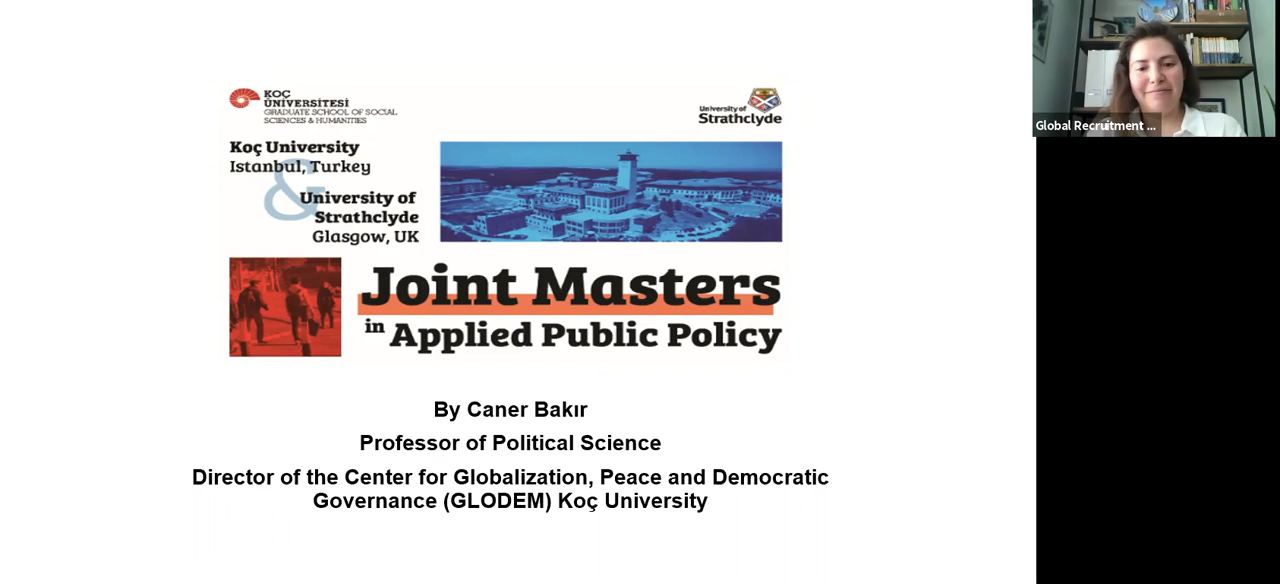 KOÇ
ÜNİVERSİTESİ
GRADUATE SCHOOL OF SOCIAL
SCIENCES & HUMANITIES
University of
Strathclyde
Koç University
Istanbul, Turkey
&
University of
Strathclyde
Glasgow, UK
Joint Masters
in Applied Public Policy
By Caner Bakır
Professor of Political Science
Director of the Center for Globalization, Peace and Democratic
Governance (GLODEM) Koç University
Global Recruitment ...